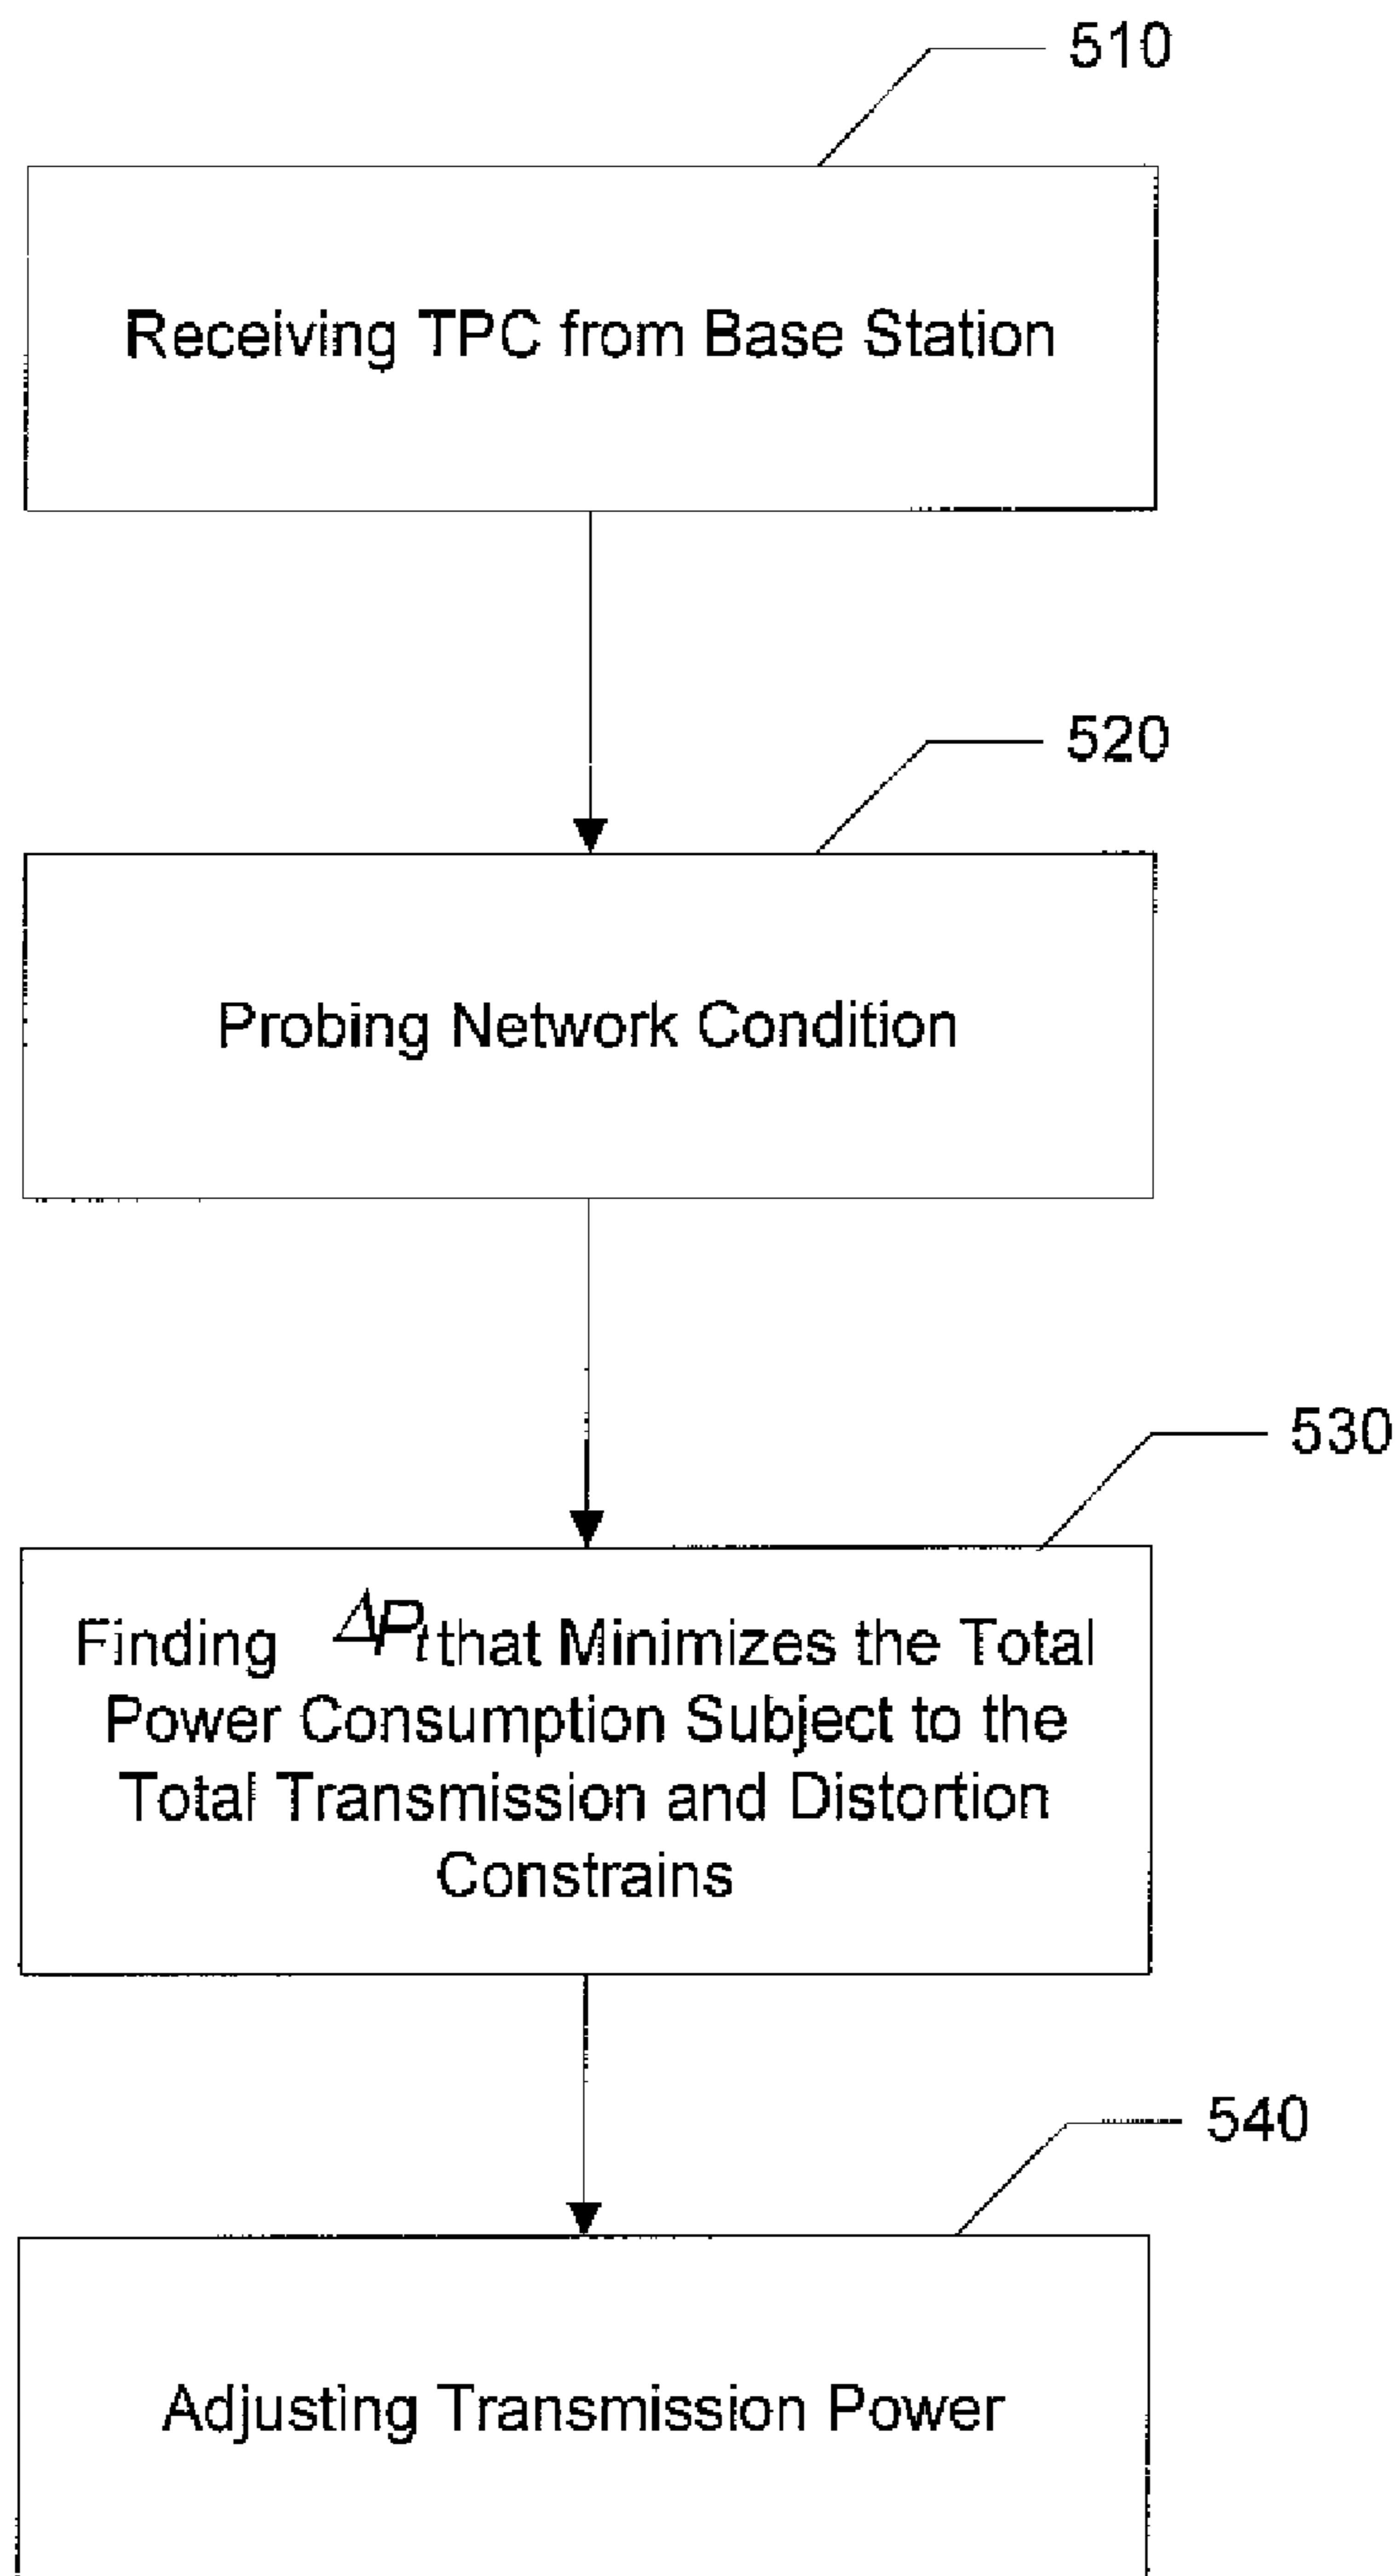 510
Receiving TPC from Base Station
520
Probing Network Condition
530
Finding ΔPt that Minimizes the Total
Power Consumption Subject to the
Total Transmission and Distortion
Constrains
540
Adjusting Transmission Power